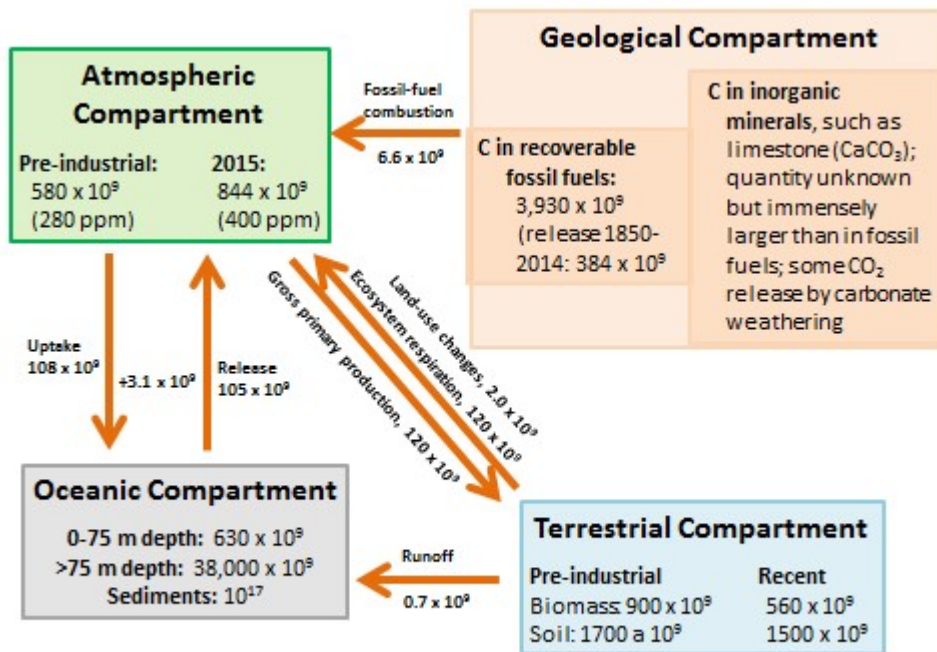 Atmospheric
Compartment
Pre-industrial:
580 x 10⁹
(280 ppm)
2015:
844 x 10⁹
(400 ppm)
Fossil-fuel
combustion
6.6 x 10⁹
Geological Compartment
C in recoverable
fossil fuels:
3,930 x 10⁹
(release 1850-
2014: 384 x 10⁹
C in inorganic
minerals, such as
limestone (CaCO₃);
quantity unknown
but immensely
larger than in fossil
fuels; some CO₂
release by carbonate
weathering
Uptake
108 x 10⁹
+3.1 x 10⁹
Release
105 x 10⁹
Gross primary
production, 120 x 10⁹
Land-use changes, 2.0 x 10⁹
Ecosystem respiration, 120 x 10⁹
Oceanic Compartment
0-75 m depth: 630 x 10⁹
>75 m depth: 38,000 x 10⁹
Sediments: 10¹⁷
Runoff
0.7 x 10⁹
Terrestrial Compartment
Pre-industrial Recent
Biomass: 900 x 10⁹ 560 x 10⁹
Soil: 1700 a 10⁹ 1500 x 10⁹